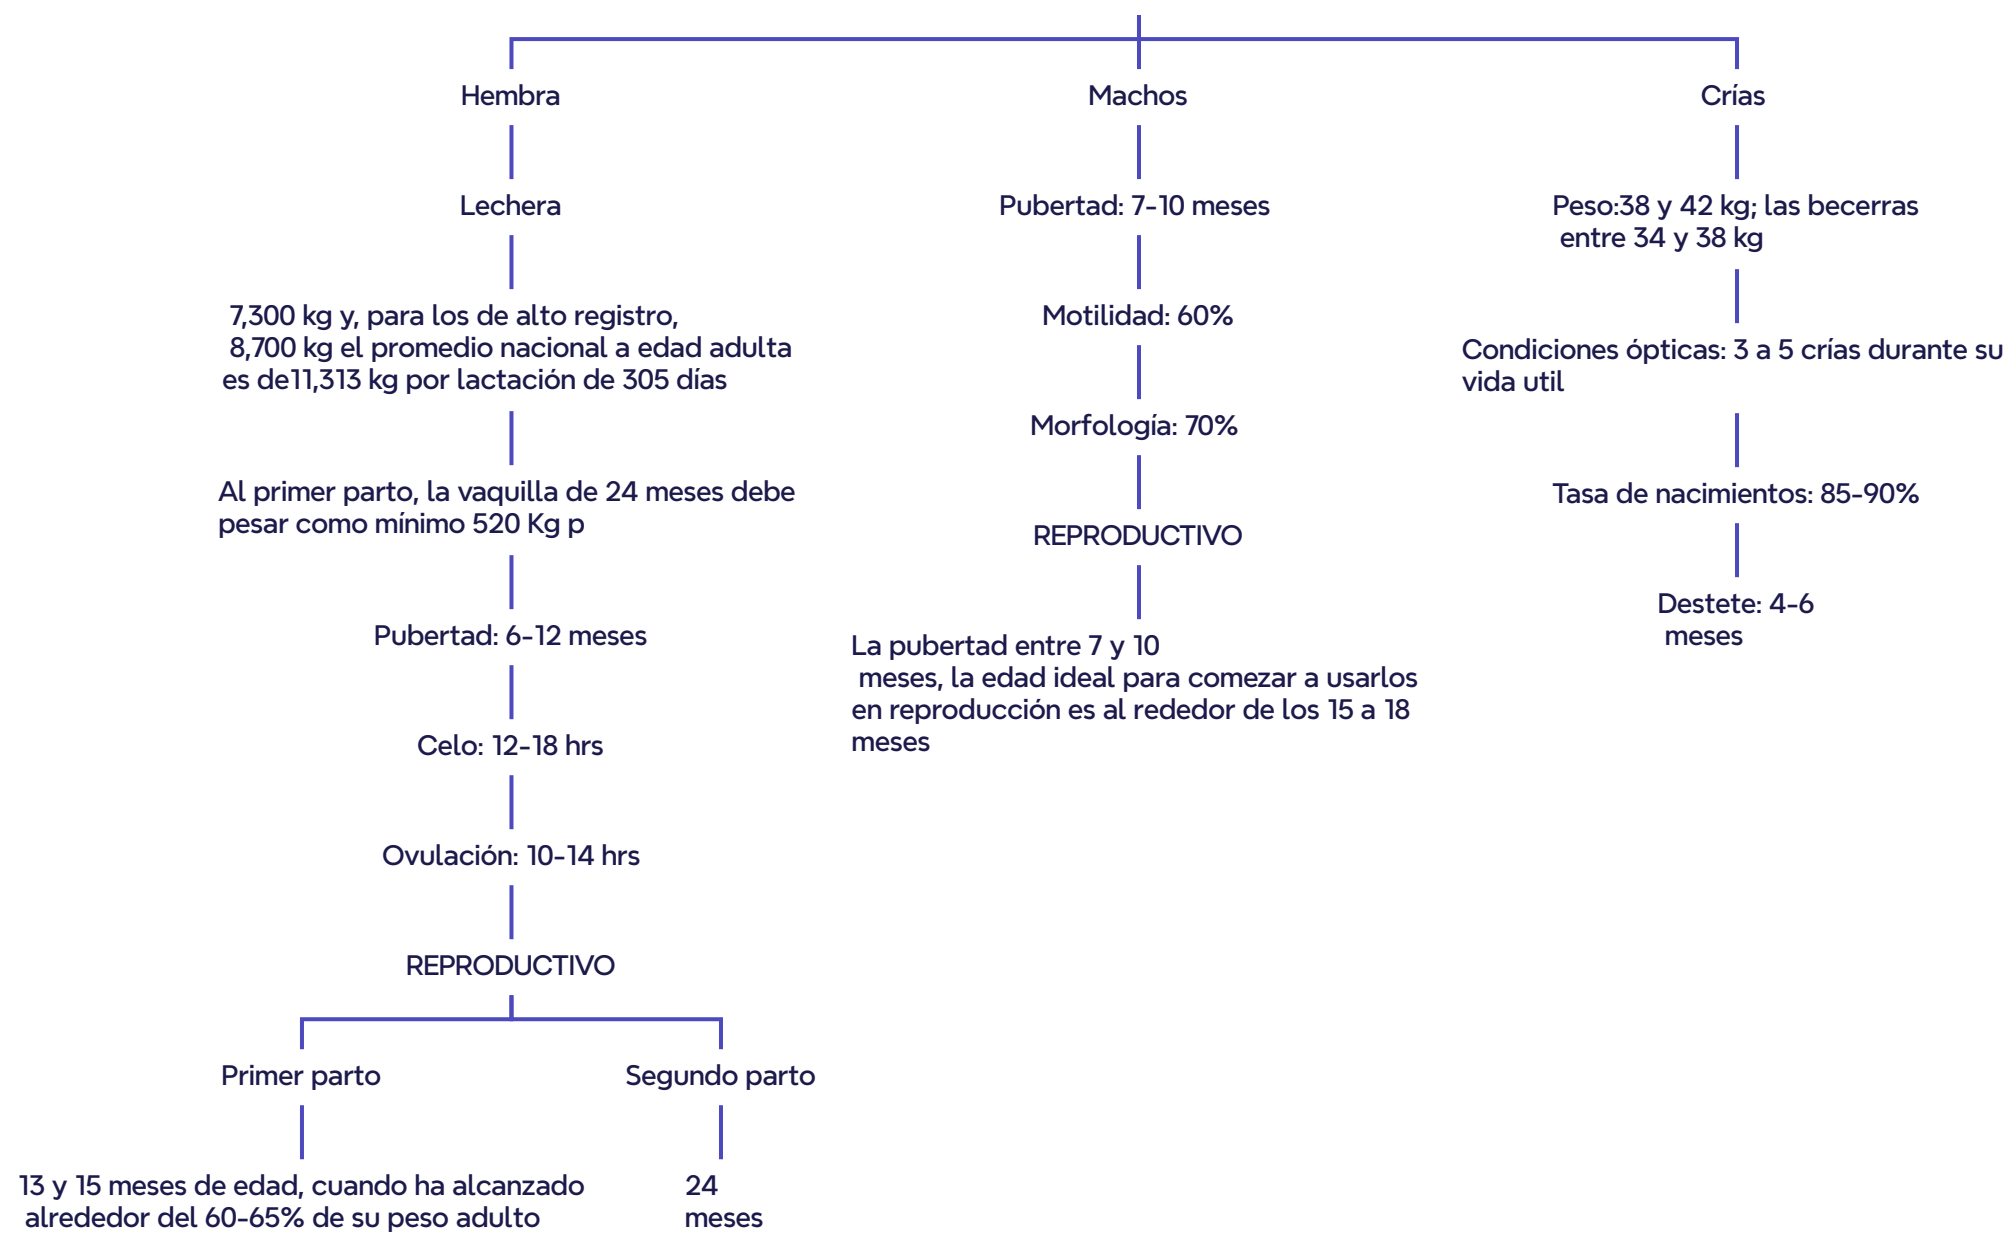 Hembra
Lechera
7,300 kg y, para los de alto registro,
8,700 kg el promedio nacional a edad adulta
es de11,313 kg por lactación de 305 días
Al primer parto, la vaquilla de 24 meses debe
pesar como mínimo 520 Kg p
Pubertad: 6-12 meses
Celo: 12-18 hrs
Ovulación: 10-14 hrs
REPRODUCTIVO
Primer parto
13 y 15 meses de edad, cuando ha alcanzado
alrededor del 60-65% de su peso adulto
Segundo parto
24
meses
Machos
Pubertad: 7-10 meses
Motilidad: 60%
Morfología: 70%
REPRODUCTIVO
La pubertad entre 7 y 10
meses, la edad ideal para comezar a usarlos
en reproducción es al rededor de los 15 a 18
meses
Crías
Peso:38 y 42 kg; las becerras
entre 34 y 38 kg
Condiciones ópticas: 3 a 5 crías durante su
vida util
Tasa de nacimientos: 85-90%
Destete: 4-6
meses